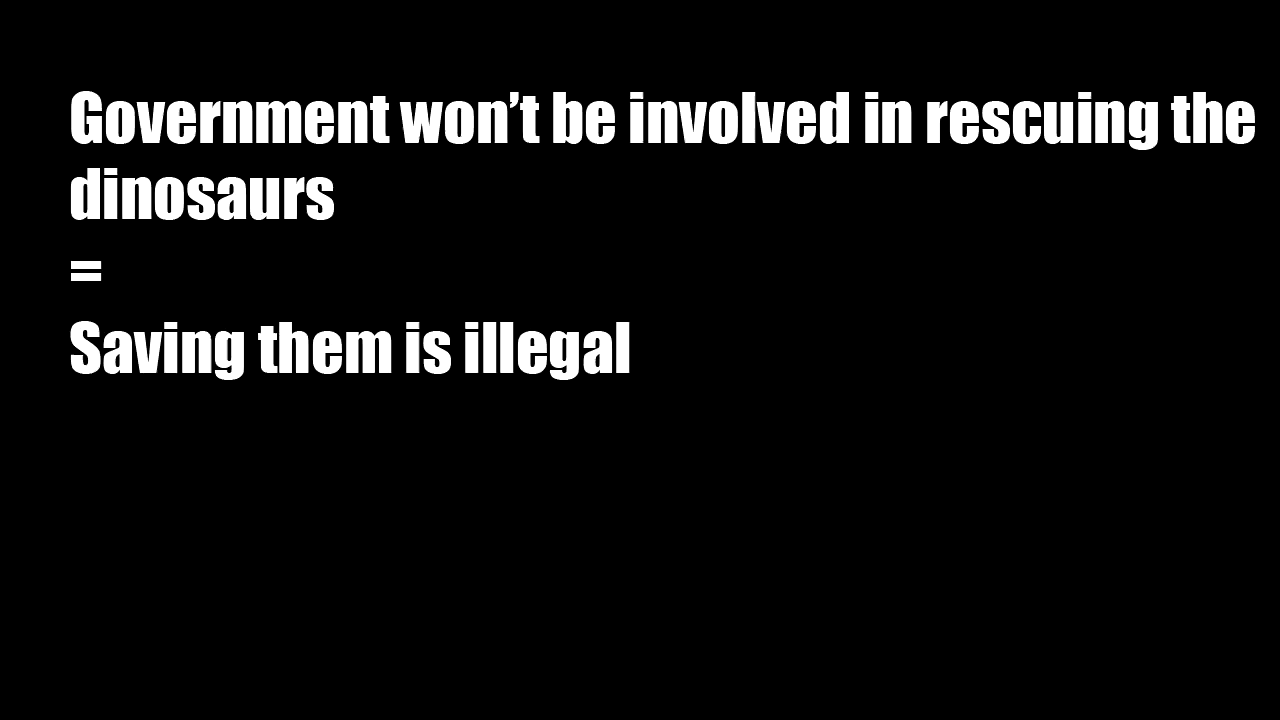 Government won’t be involved in rescuing the
dinosaurs
=
Saving them is illegal